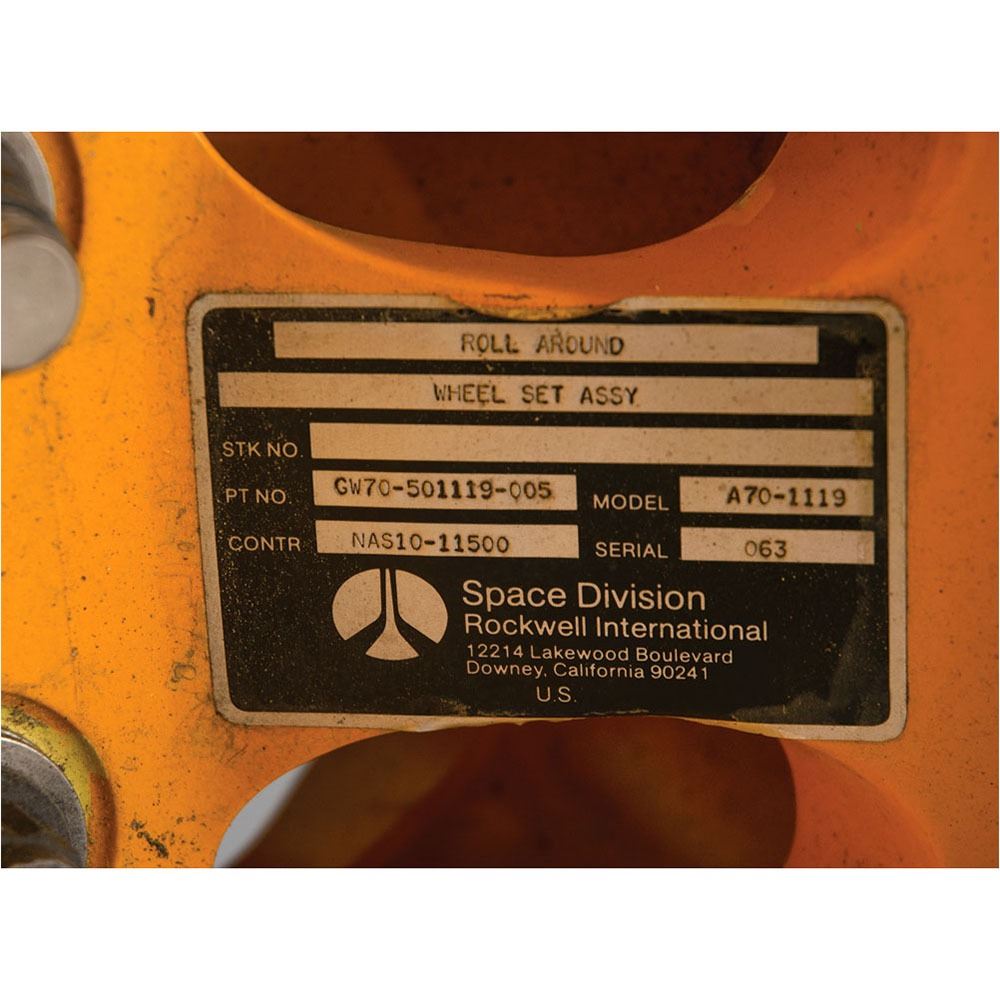 ROLL AROUND
WHEEL SET ASSY
STK NO.
PT NO. GW70-501119-005 MODEL A70-1119
CONTR NAS10-11500 SERIAL 063
Space Division
Rockwell International
12214 Lakewood Boulevard
Downey, California 90241
U.S.